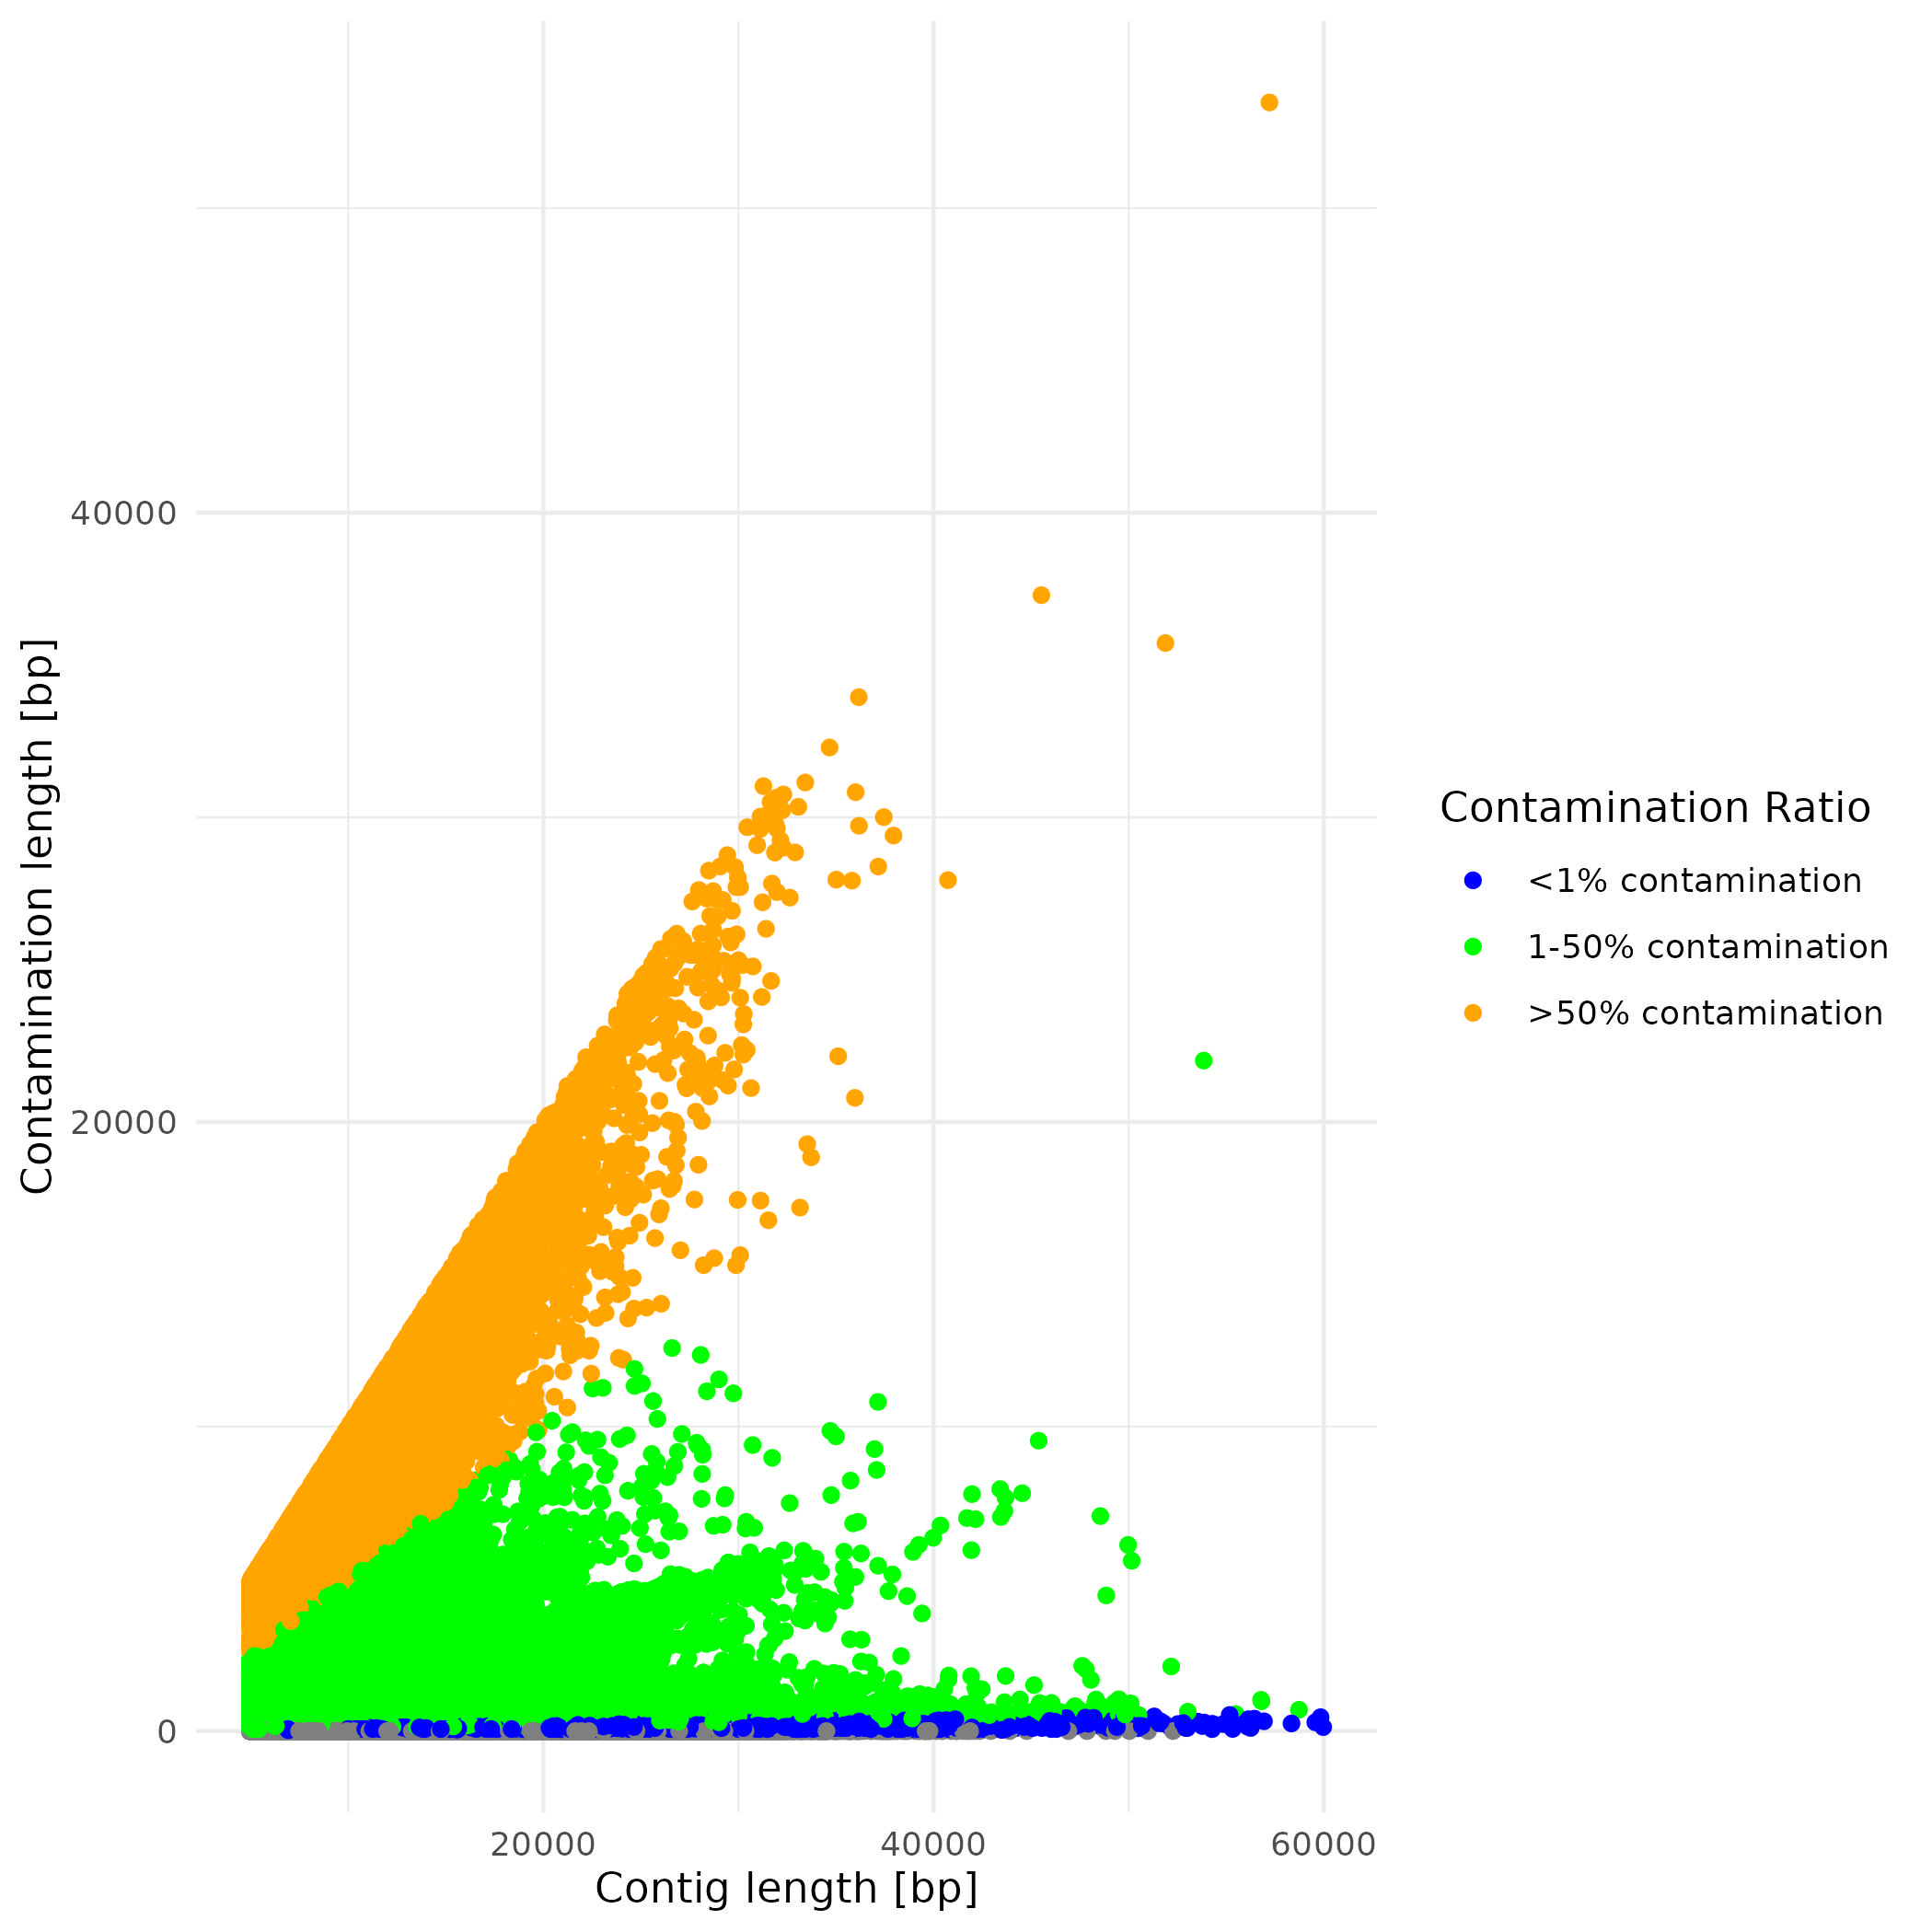 Contamination length [bp]
40000
20000
0
20000
40000
60000
Contig length [bp]
Contamination Ratio
<1% contamination
1-50% contamination
>50% contamination